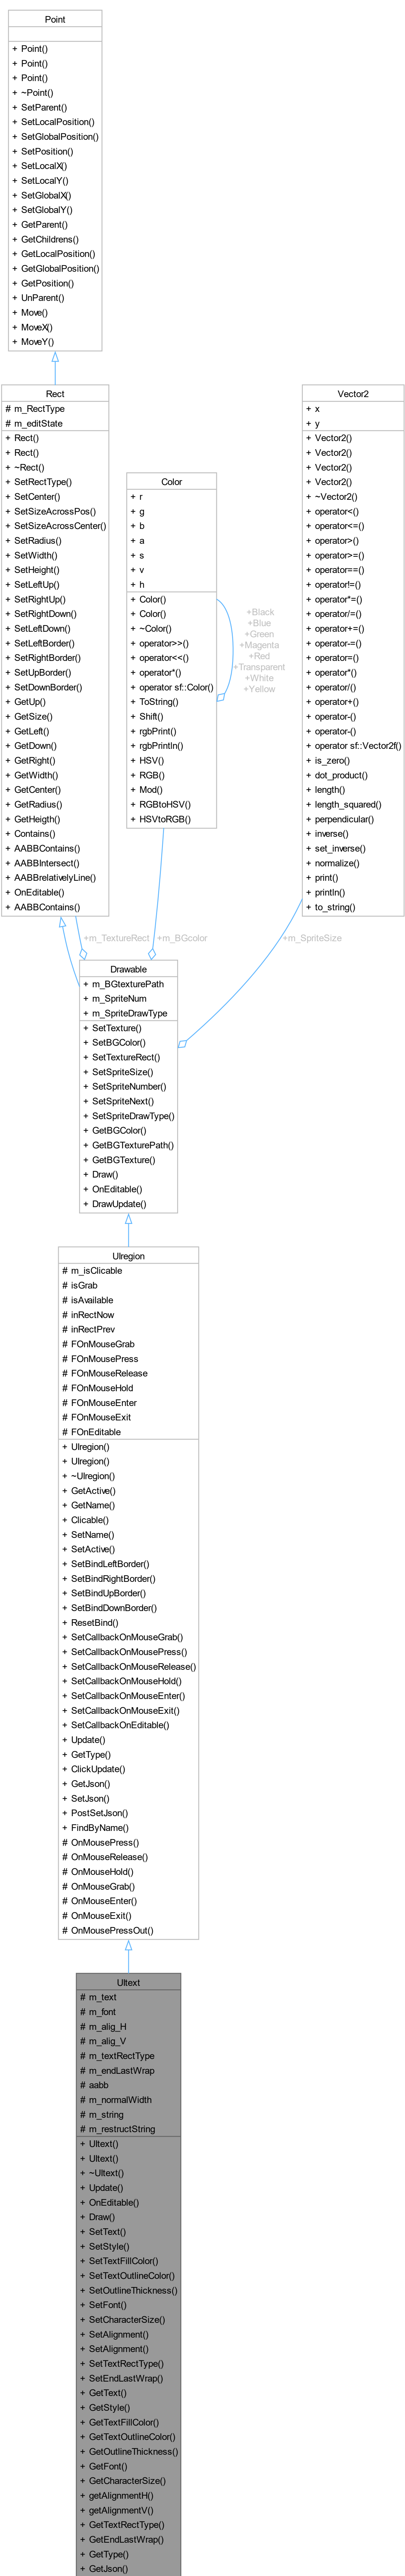 Point
+ Point()
+ Point()
+ Point()
+ ~Point()
+ SetParent()
+ SetLocalPosition()
+ SetGlobalPosition()
+ SetPosition()
+ SetLocalX()
+ SetLocalY()
+ SetGlobalX()
+ SetGlobalY()
+ GetParent()
+ GetChildrens()
+ GetLocalPosition()
+ GetGlobalPosition()
+ GetPosition()
+ UnParent()
+ Move()
+ MoveX()
+ MoveY()
Rect
# m_RectType
# m_editState
+ Rect()
+ Rect()
+ ~Rect()
+ SetRectType()
+ SetCenter()
+ SetSizeAcrossPos()
+ SetSizeAcrossCenter()
+ SetRadius()
+ SetWidth()
+ SetHeight()
+ SetLeftUp()
+ SetRightUp()
+ SetRightDown()
+ SetLeftDown()
+ SetLeftBorder()
+ SetRightBorder()
+ SetUpBorder()
+ SetDownBorder()
+ GetUp()
+ GetSize()
+ GetLeft()
+ GetDown()
+ GetRight()
+ GetWidth()
+ GetCenter()
+ GetRadius()
+ GetHeigth()
+ Contains()
+ AABBContains()
+ AABBIntersect()
+ AABBrelativelyLine()
+ OnEditable()
+ AABBContains()
Color
+ r
+ g
+ b
+ a
+ s
+ v
+ h
+ Color()
+ Color()
+ ~Color()
+ operator>>()
+ operator<<()
+ operator*()
+ operator sf::Color()
+ ToString()
+ Shift()
+ rgbPrint()
+ rgbPrintln()
+ HSV()
+ RGB()
+ Mod()
+ RGBtoHSV()
+ HSVtoRGB()
+Black
+Blue
+Green
+Magenta
+Red
+Transparent
+White
+Yellow
Vector2
+ x
+ y
+ Vector2()
+ Vector2()
+ Vector2()
+ Vector2()
+ ~Vector2()
+ operator<()
+ operator<=()
+ operator>()
+ operator>=()
+ operator==()
+ operator!=()
+ operator*=()
+ operator/=()
+ operator+=()
+ operator-=()
+ operator=()
+ operator*()
+ operator/()
+ operator+()
+ operator-()
+ operator-()
+ operator sf::Vector2f()
+ is_zero()
+ dot_product()
+ length()
+ length_squared()
+ perpendicular()
+ inverse()
+ set_inverse()
+ normalize()
+ print()
+ println()
+ to_string()
+m_TextureRect
+m_BGcolor
+m_SpriteSize
Drawable
+ m_BGtexturePath
+ m_SpriteNum
+ m_SpriteDrawType
+ SetTexture()
+ SetBGColor()
+ SetTextureRect()
+ SetSpriteSize()
+ SetSpriteNumber()
+ SetSpriteNext()
+ SetSpriteDrawType()
+ GetBGColor()
+ GetBGTexturePath()
+ GetBGTexture()
+ Draw()
+ OnEditable()
+ DrawUpdate()
UIregion
# m_isClicable
# isGrab
# isAvailable
# inRectNow
# inRectPrev
# FOnMouseGrab
# FOnMousePress
# FOnMouseRelease
# FOnMouseHold
# FOnMouseEnter
# FOnMouseExit
# FOnEditable
+ UIregion()
+ UIregion()
+ ~UIregion()
+ GetActive()
+ GetName()
+ Clicable()
+ SetName()
+ SetActive()
+ SetBindLeftBorder()
+ SetBindRightBorder()
+ SetBindUpBorder()
+ SetBindDownBorder()
+ ResetBind()
+ SetCallbackOnMouseGrab()
+ SetCallbackOnMousePress()
+ SetCallbackOnMouseRelease()
+ SetCallbackOnMouseHold()
+ SetCallbackOnMouseEnter()
+ SetCallbackOnMouseExit()
+ SetCallbackOnEditable()
+ Update()
+ GetType()
+ ClickUpdate()
+ GetJson()
+ SetJson()
+ PostSetJson()
+ FindByName()
# OnMousePress()
# OnMouseRelease()
# OnMouseHold()
# OnMouseGrab()
# OnMouseEnter()
# OnMouseExit()
# OnMousePressOut()
UItext
# m_text
# m_font
# m_alig_H
# m_alig_V
# m_textRectType
# m_endLastWrap
# aabb
# m_normalWidth
# m_string
# m_restructString
+ UItext()
+ UItext()
+ ~UItext()
+ Update()
+ OnEditable()
+ Draw()
+ SetText()
+ SetStyle()
+ SetTextFillColor()
+ SetTextOutlineColor()
+ SetOutlineThickness()
+ SetFont()
+ SetCharacterSize()
+ SetAlignment()
+ SetAlignment()
+ SetTextRectType()
+ SetEndLastWrap()
+ GetText()
+ GetStyle()
+ GetTextFillColor()
+ GetTextOutlineColor()
+ GetOutlineThickness()
+ GetFont()
+ GetCharacterSize()
+ getAlignmentH()
+ getAlignmentV()
+ GetTextRectType()
+ GetEndLastWrap()
+ GetType()
+ GetJson()